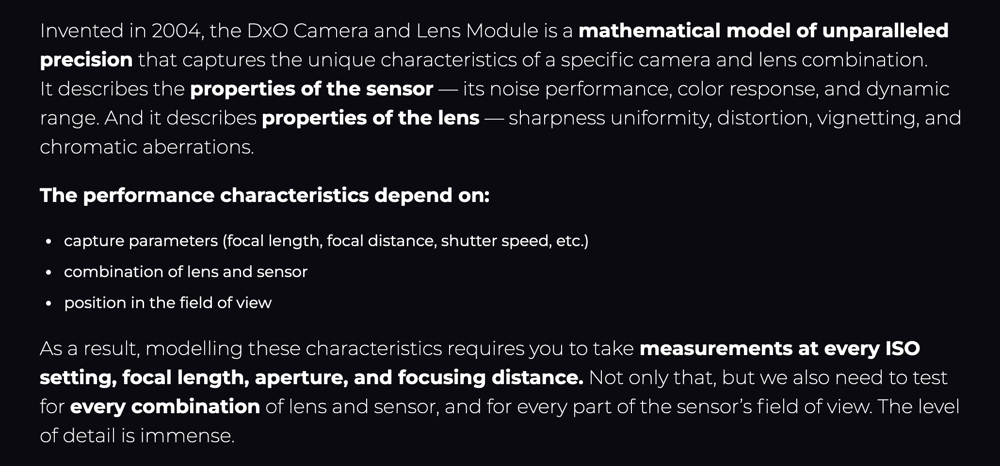 Invented in 2004, the DxO Camera and Lens Module is a mathematical model of unparalleled
precision that captures the unique characteristics of a specific camera and lens combination.
It describes the properties of the sensor — its noise performance, color response, and dynamic
range. And it describes properties of the lens — sharpness uniformity, distortion, vignetting, and
chromatic aberrations.
The performance characteristics depend on:
• capture parameters (focal length, focal distance, shutter speed, etc.)
• combination of lens and sensor
• position in the field of view
As a result, modelling these characteristics requires you to take measurements at every ISO
setting, focal length, aperture, and focusing distance. Not only that, but we also need to test
for every combination of lens and sensor, and for every part of the sensor’s field of view. The level
of detail is immense.